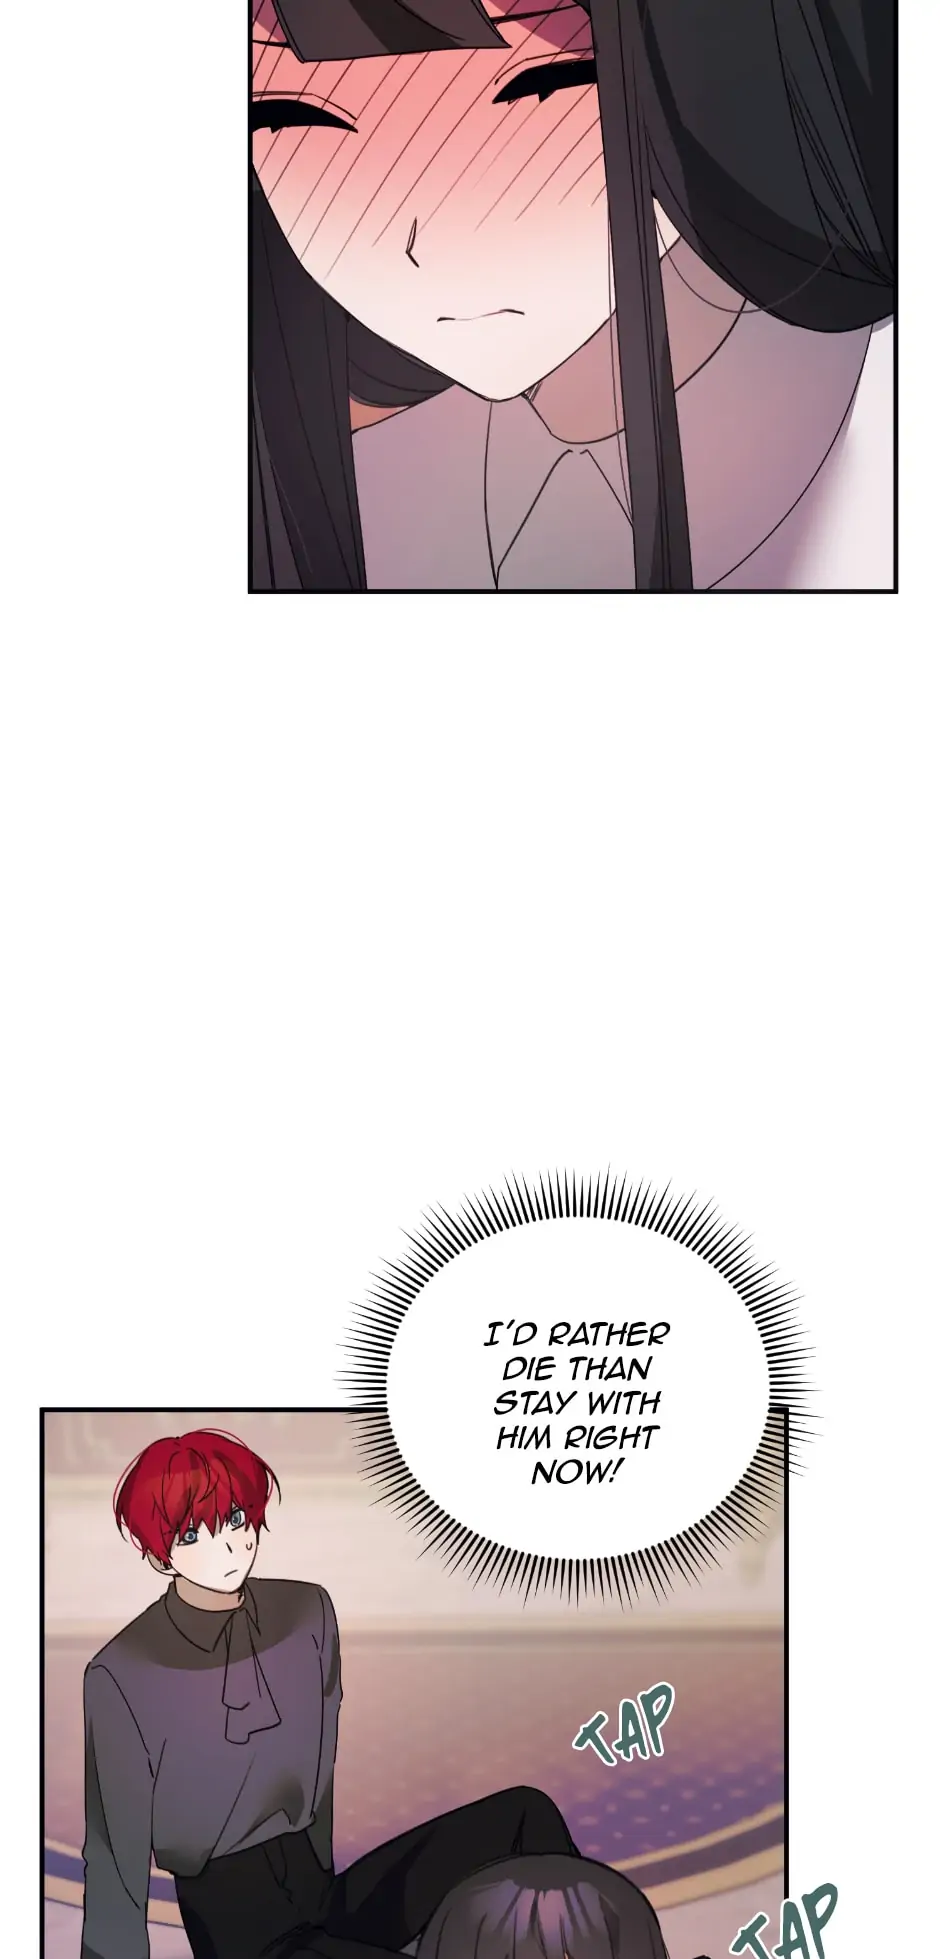 I'D RATHER
DIE THAN
STAY WITH
HIM RIGHT
NOW!
TAP
TAP